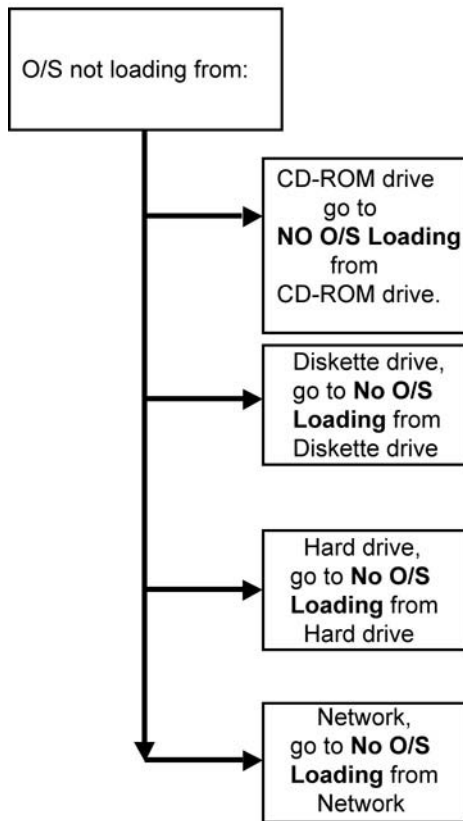 O/S not loading from:
CD-ROM drive
go to
NO O/S Loading
from
CD-ROM drive.
Diskette drive,
go to No O/S
Loading from
Diskette drive
Hard drive,
go to No O/S
Loading from
Hard drive
Network,
go to No O/S
Loading from
Network